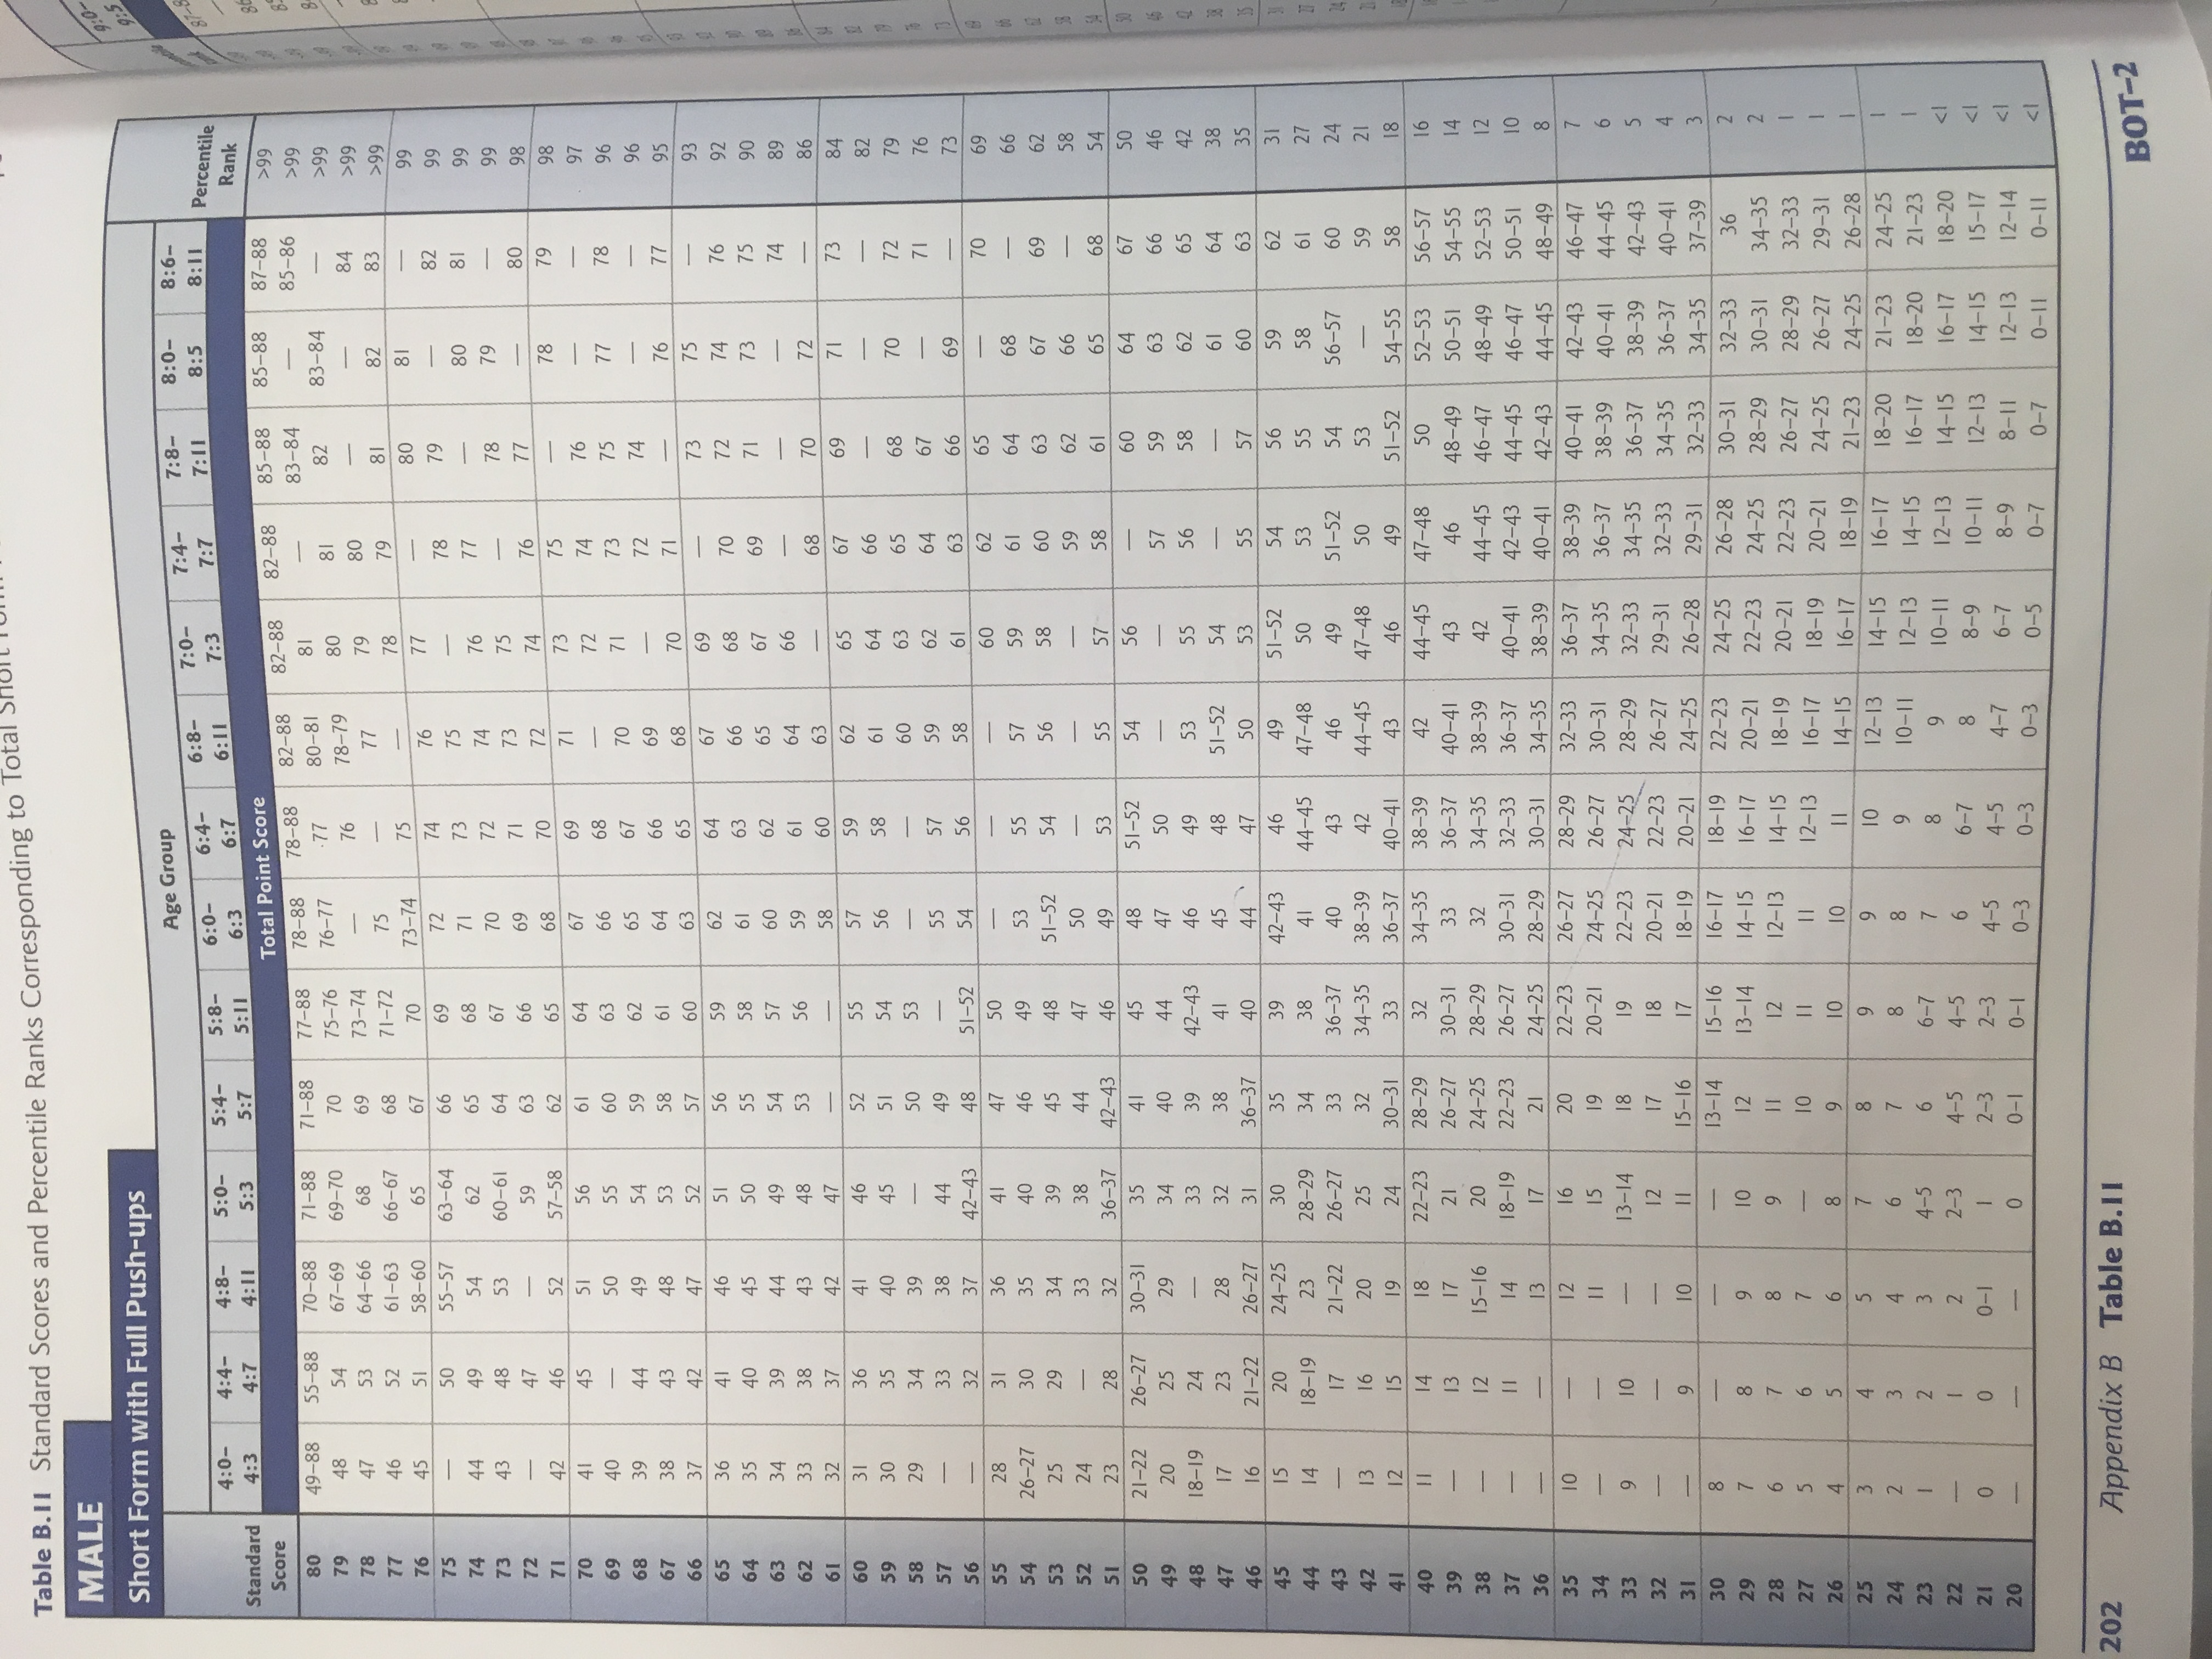 Table B.11 Standard Scores and Percentile Ranks Corresponding to Total Short
MALE
Short Form with Full Push-ups
Age Group
Standard Score 4:0–4:3 4:4–4:7 4:8–4:11 5:0–5:3 5:4–5:7 5:8–5:11 6:0–6:3 6:4–6:7 6:8–6:11 7:0–7:3 7:4–7:7 7:8–7:11 8:0–8:5 8:6–8:11 Percentile Rank
Total Point Score
80 49–88 55–88 70–88 71–88 71–88 77–88 78–88 78–88 82–88 82–88 82–88 85–88 85–88 87–88 >99
79 48 54 67–69 69–70 70 75–76 76–77 77 80–81 81 — 83–84 — 85–86 >99
78 47 53 64–66 68 69 73–74 — 76 78–79 80 81 82 83–84 — >99
77 46 52 61–63 66–67 68 71–72 75 — 77 79 80 — — 84 >99
76 45 51 58–60 65 67 70 73–74 75 — 78 79 81 82 83 >99
75 — 50 55–57 63–64 66 69 72 74 76 77 — 80 81 — 99
74 44 49 54 62 65 68 71 73 75 — 78 79 — 82 99
73 43 48 53 60–61 64 67 70 72 74 76 77 — 80 81 99
72 — 47 — 59 63 66 69 71 73 75 — 78 79 — 99
71 42 46 52 57–58 62 65 68 70 72 74 76 77 — 80 98
70 41 45 51 56 61 64 67 69 71 73 75 — 78 79 98
69 40 — 50 55 60 63 66 68 — 72 74 76 — — 97
68 39 44 49 54 59 62 65 67 70 71 73 75 77 78 96
67 38 43 48 53 58 61 64 66 69 — 72 74 — — 96
66 37 42 47 52 57 60 63 65 68 70 71 — 76 77 95
65 36 41 46 51 56 59 62 64 67 69 — 73 75 — 93
64 35 40 45 50 55 58 61 63 66 68 70 72 74 76 92
63 34 39 44 49 54 57 60 62 65 67 69 71 73 75 90
62 33 38 43 48 53 56 59 61 64 66 — — — 74 89
61 32 37 42 47 — — 58 60 63 — 68 70 72 — 86
60 31 36 41 46 52 55 57 59 62 65 67 69 71 73 84
59 30 35 40 45 51 54 56 58 61 64 66 — — — 82
58 29 34 39 — 50 53 — — 60 63 65 68 70 72 79
57 — 33 38 44 49 — 55 57 59 62 64 67 — 71 76
56 — 32 37 42–43 48 51–52 54 56 58 61 63 66 69 — 73
55 28 31 36 41 47 50 — — — 60 62 65 — 70 69
54 26–27 30 35 40 46 49 53 55 57 59 61 64 68 — 66
53 25 29 34 39 45 48 51–52 54 56 58 60 63 67 69 62
52 24 — 33 38 44 47 50 — — — 59 62 66 — 58
51 23 28 32 36–37 42–43 46 49 53 55 57 58 61 65 68 54
50 21–22 26–27 30–31 35 41 45 48 51–52 54 56 — 60 64 67 50
49 20 25 29 34 40 44 47 50 — — 57 59 63 66 46
48 18–19 24 — 33 39 42–43 46 49 53 55 56 58 62 65 42
47 17 23 28 32 38 41 45 48 51–52 54 — — 61 64 38
46 16 21–22 26–27 31 36–37 40 44 47 50 53 55 57 60 63 35
45 15 20 24–25 30 35 39 42–43 46 49 51–52 54 56 59 62 31
44 14 18–19 23 28–29 34 38 41 44–45 47–48 50 53 55 58 61 27
43 — 17 21–22 26–27 33 36–37 40 43 46 49 51–52 54 56–57 60 24
42 13 16 20 25 32 34–35 38–39 42 44–45 47–48 50 53 — 59 21
41 12 15 19 24 30–31 33 36–37 40–41 43 46 49 51–52 54–55 58 18
40 11 14 18 22–23 28–29 32 34–35 38–39 42 44–45 47–48 50 52–53 56–57 16
39 — 13 17 21 26–27 30–31 33 36–37 40–41 43 46 48–49 50–51 54–55 14
38 — 12 15–16 20 24–25 28–29 32 34–35 38–39 42 44–45 46–47 48–49 52–53 12
37 — 11 14 18–19 22–23 26–27 30–31 32–33 36–37 40–41 42–43 44–45 46–47 50–51 10
36 — — 13 17 21 24–25 28–29 30–31 34–35 38–39 40–41 42–43 44–45 48–49 8
35 10 — 12 16 20 22–23 26–27 28–29 32–33 36–37 38–39 40–41 42–43 46–47 7
34 — — 11 15 19 20–21 24–25 26–27 30–31 34–35 36–37 38–39 40–41 44–45 6
33 9 10 — 13–14 18 19 22–23 24–25 28–29 32–33 34–35 36–37 38–39 42–43 5
32 — — — 12 17 18 20–21 22–23 26–27 29–31 32–33 34–35 36–37 40–41 4
31 — 9 10 11 15–16 17 18–19 20–21 24–25 26–28 29–31 32–33 34–35 37–39 3
30 8 — — — 13–14 15–16 16–17 18–19 22–23 24–25 26–28 30–31 32–33 36 2
29 7 8 9 10 12 13–14 14–15 16–17 20–21 22–23 24–25 28–29 30–31 34–35 2
28 6 7 8 9 11 12 12–13 14–15 18–19 20–21 22–23 26–27 28–29 32–33 1
27 5 6 7 — 10 11 11 12–13 16–17 18–19 20–21 24–25 26–27 29–31 1
26 4 5 6 8 9 10 10 11 14–15 16–17 18–19 21–23 24–25 26–28 1
25 3 4 5 7 8 9 9 10 12–13 14–15 16–17 18–20 21–23 24–25 1
24 2 3 4 6 7 8 8 9 10–11 12–13 14–15 16–17 18–20 21–23 1
23 1 2 3 4–5 6 6–7 7 8 9 10–11 12–13 14–15 16–17 18–20 <1
22 — 1 2 2–3 4–5 4–5 6 6–7 8 8–9 10–11 12–13 14–15 15–17 <1
21 0 0 0–1 1 2–3 2–3 4–5 4–5 4–7 6–7 8–9 8–11 12–13 12–14 <1
20 — — — 0 0–1 0–1 0–3 0–3 0–3 0–5 0–7 0–7 0–11 0–11 <1
202 Appendix B Table B.11
BOT–2
9:0–
9:5